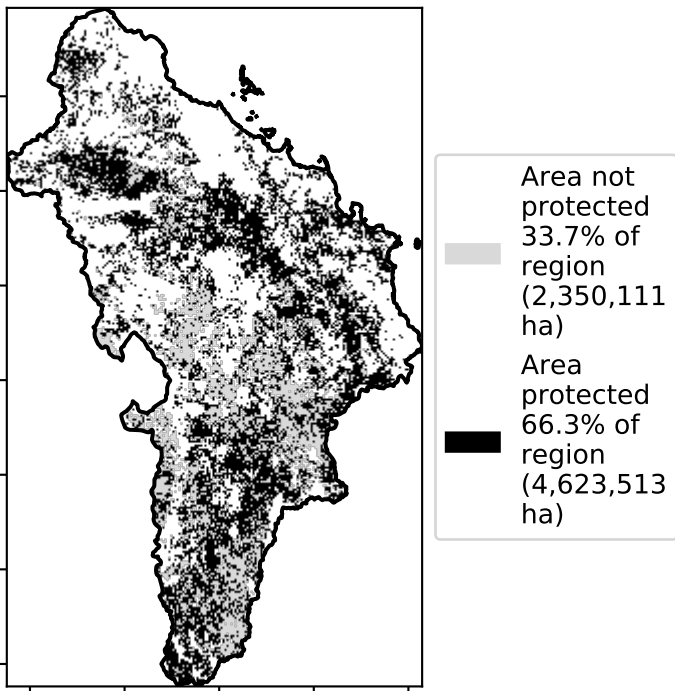 Area not
protected
33.7% of
region
(2,350,111
ha)
Area
protected
66.3% of
region
(4,623,513
ha)